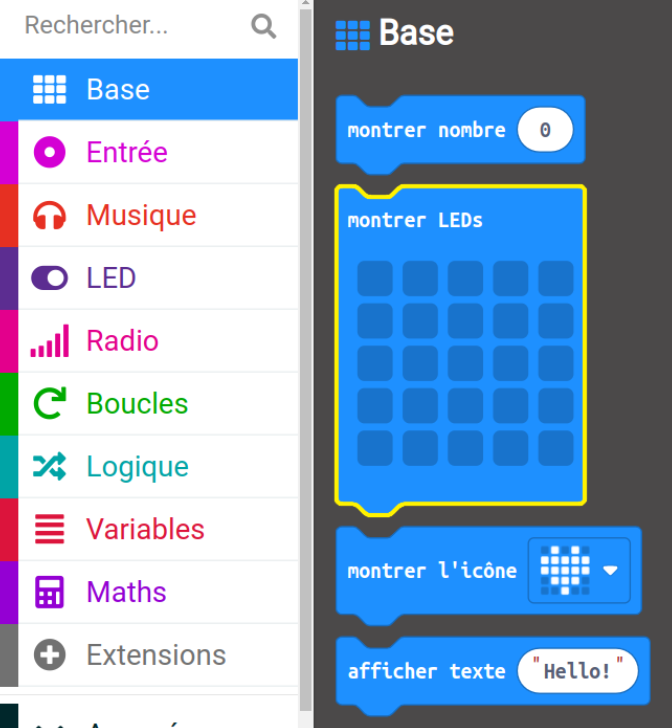 Rechercher...
Base
Entrée
Musique
LED
Radio
Boucles
Logique
Variables
Maths
Extensions
Base
montrer nombre 0
montrer LEDs
montrer l'icône
afficher texte "Hello!"